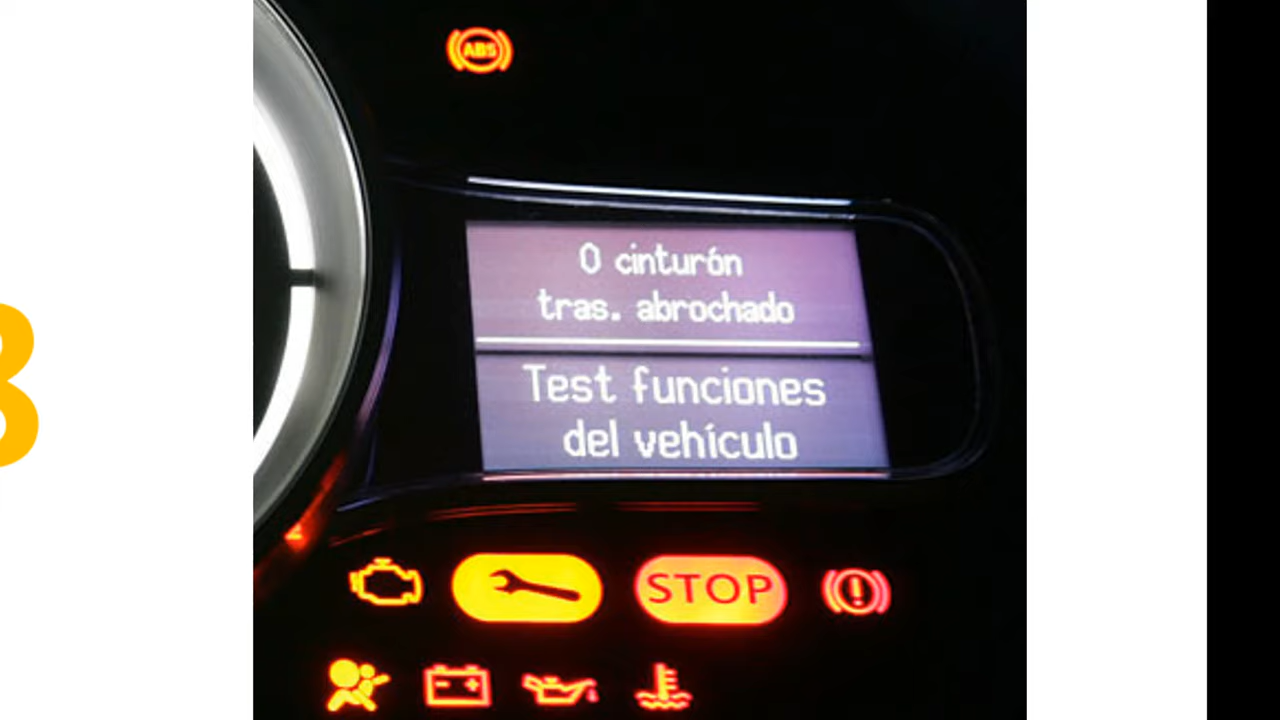 ABS
0 cinturón
tras. abrochado
Test funciones
del vehículo
STOP